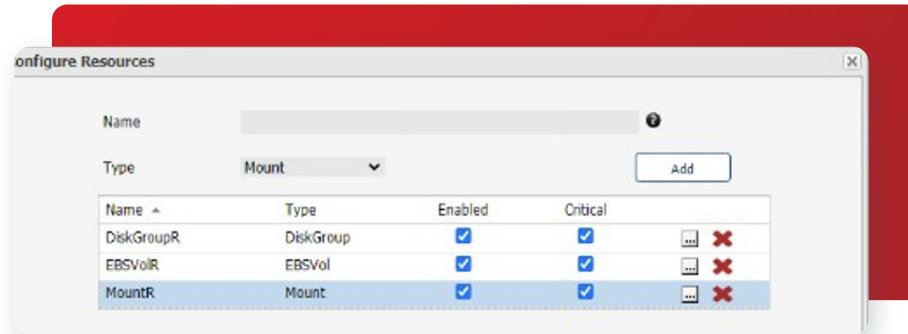 onfigure Resources
Name
Type Mount Add
Name Type Enabled Critical
DiskGroupR DiskGroup ...
EBSVolR EBSVol ...
MountR Mount ...